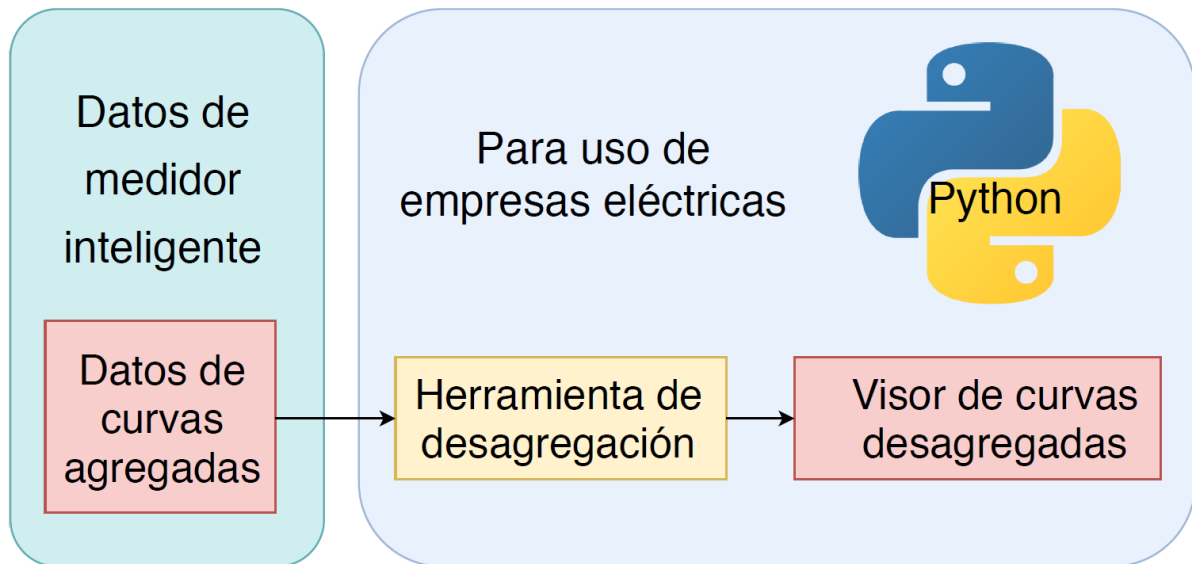 Datos de
medidor
inteligente
Datos de
curvas
agregadas
Para uso de
empresas eléctricas
Python
Herramienta de
desagregación
Visor de curvas
desagregadas